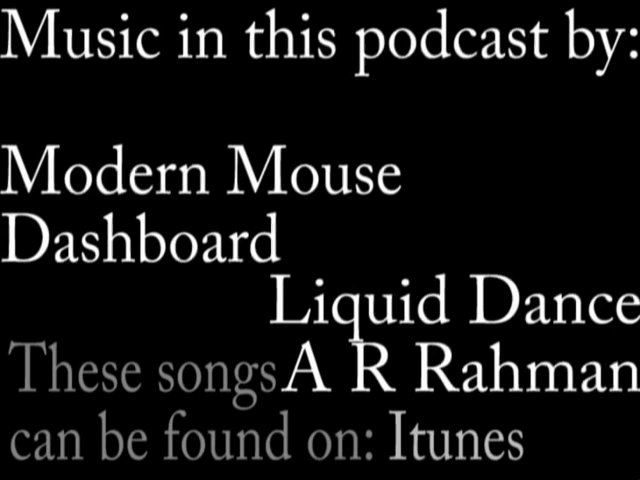 Music in this podcast by:
Modern Mouse
Dashboard
Liquid Dance
These songs A R Rahman
can be found on: Itunes